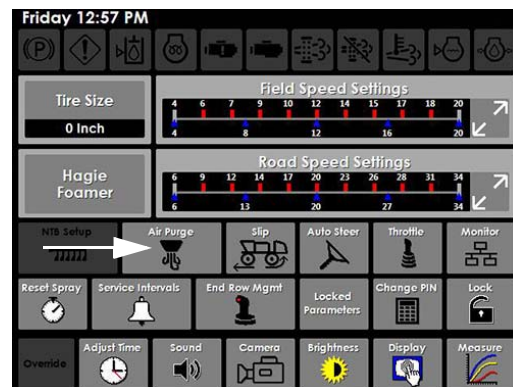 Friday 12:57 PM
(P)
Tire Size
0 Inch
Field Speed Settings
4 6 7 9 10 12 14 15 17 18 20
4 8 12 16 20
Hagie
Foamer
Road Speed Settings
6 9 12 14 17 20 23 26 28 31 34
6 13 20 27 34
NTB Setup Air Purge Slip Auto Steer Throttle Monitor
Reset Spray Service Intervals End Row Mgmt Locked Parameters Change PIN Lock
Override Adjust Time Sound Camera Brightness Display Measure